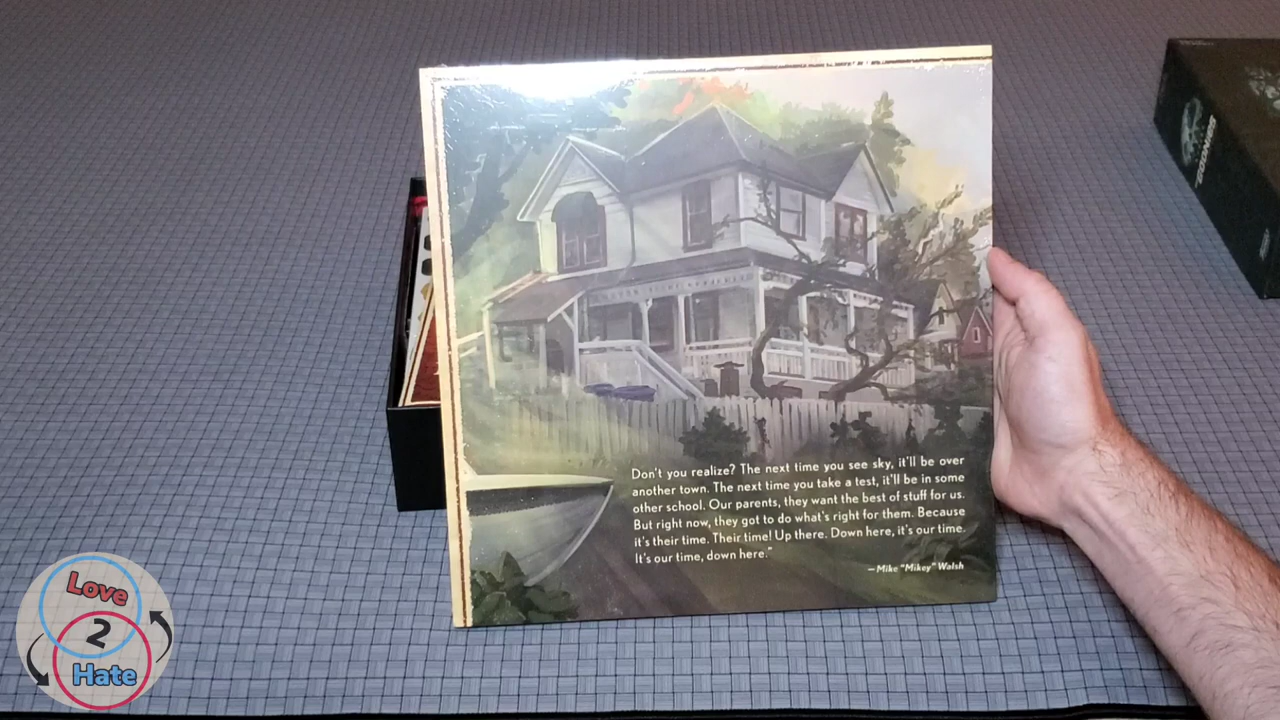 Don't you realize? The next time you see sky, it'll be over
another town. The next time you take a test, it'll be in some
other school. Our parents, they want the best of stuff for us.
But right now, they got to do what's right for them. Because
it's their time. Their time! Up there. Down here, it's our time.
It's our time, down here."
—Mike "Mikey" Walsh
Love
2
Hate